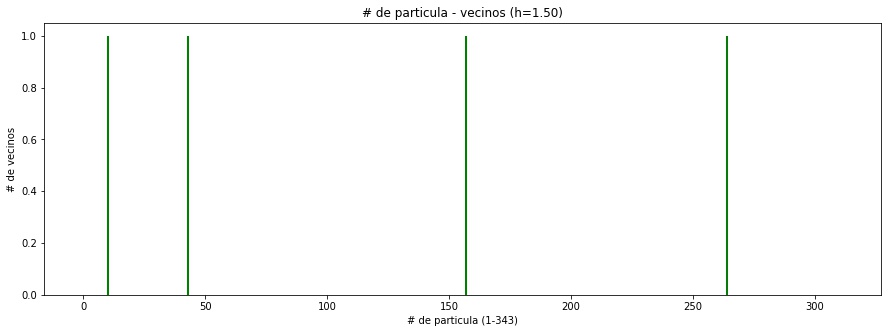 # de particula - vecinos (h=1.50)
1.0
0.8
0.6
0.4
0.2
0.0
# de vecinos
0 50 100 150 200 250 300
# de particula (1-343)